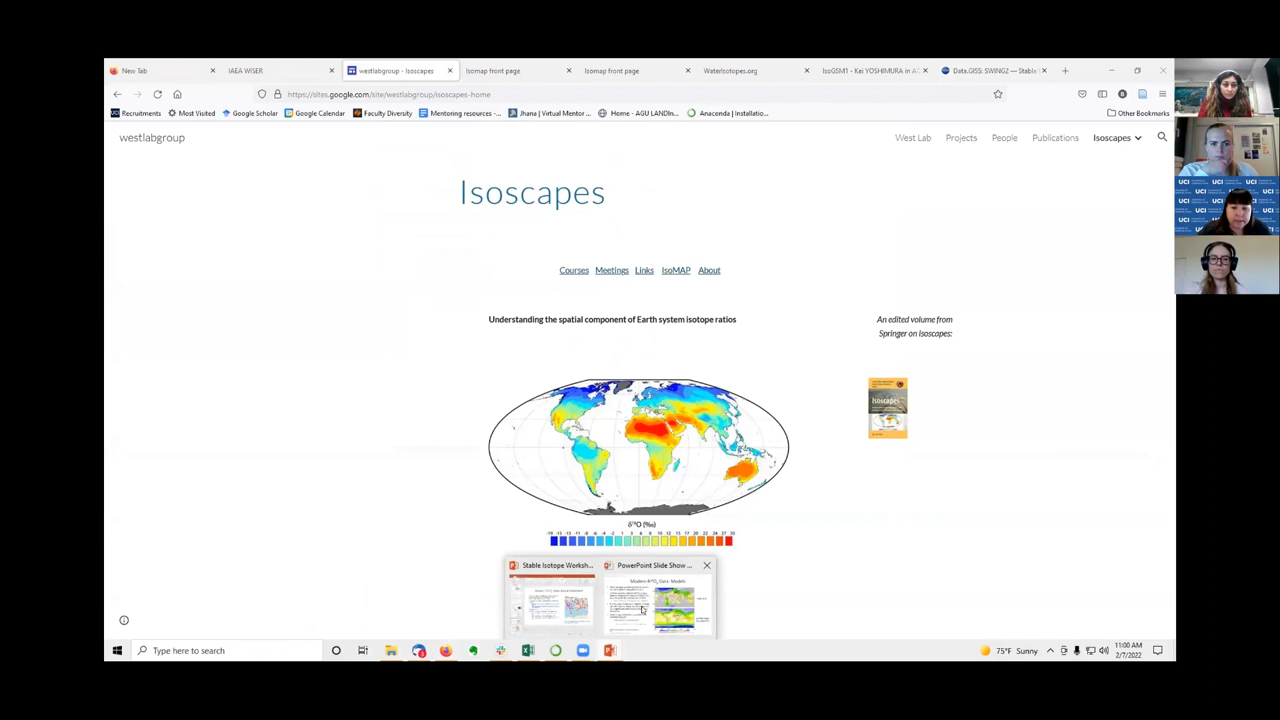 New Tab
IAEA WISER
westlabgroup - Isoscapes
Isomap front page
Isomap front page
WaterIsotopes.org
IsoGSM1 - Kei YOSHIMURA in A
Data.GISS: SWING2 — Stable I
https://sites.google.com/site/westlabgroup/isoscapes-home
Recruitments
Most Visited
Google Scholar
Google Calendar
Faculty Diversity
Mentoring resources -...
Jhana | Virtual Mentor ...
Home - AGU LANDIn...
Anaconda | Installatio...
Other Bookmarks
westlabgroup
West Lab
Projects
People
Publications
Isoscapes
Isoscapes
Courses Meetings Links IsoMAP About
Understanding the spatial component of Earth system isotope ratios
An edited volume from
Springer on Isoscapes:
Isoscapes
δ¹⁸O (‰)
Stable Isotope Worksh...
PowerPoint Slide Show ...
Type here to search
75°F Sunny
11:00 AM
2/7/2022
UCI UCI UCI